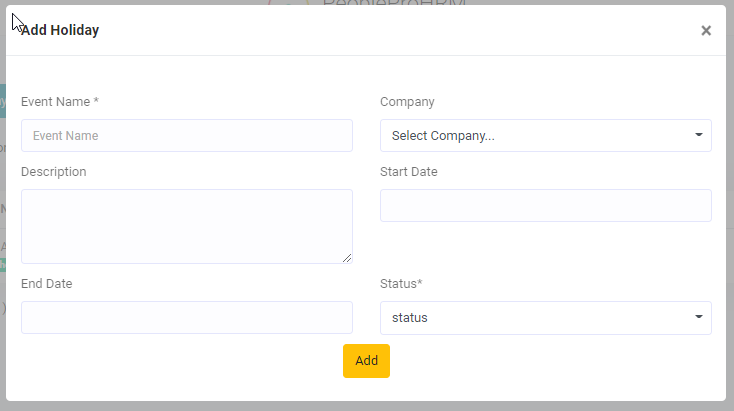 PeopleProHRM
Add Holiday
×
Event Name *
Company
Event Name
Select Company...
Description
Start Date
End Date
Status*
status
Add